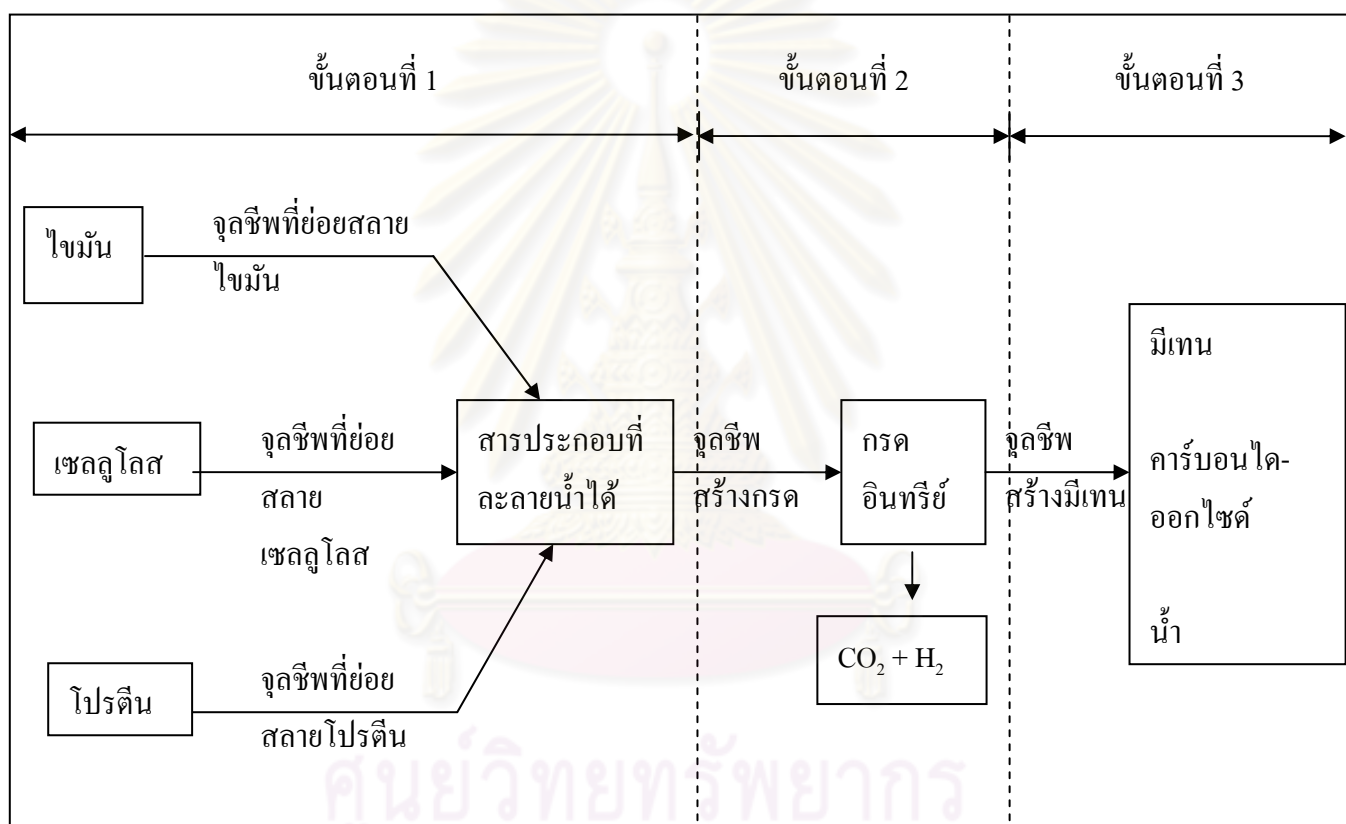 ขั้นตอนที่ 1
ขั้นตอนที่ 2
ขั้นตอนที่ 3
ไขมัน
จุลชีพที่ย่อยสลาย
ไขมัน
เซลลูโลส
จุลชีพที่ย่อย
สลาย
เซลลูโลส
โปรตีน
จุลชีพที่ย่อย
สลายโปรตีน
สารประกอบที่
ละลายน้ำได้
จุลชีพ
สร้างกรด
กรด
อินทรีย์
CO₂ + H₂
จุลชีพ
สร้างมีเทน
มีเทน
คาร์บอนได-
ออกไซด์
น้ำ
ศูนย์วิทยทรัพยากร